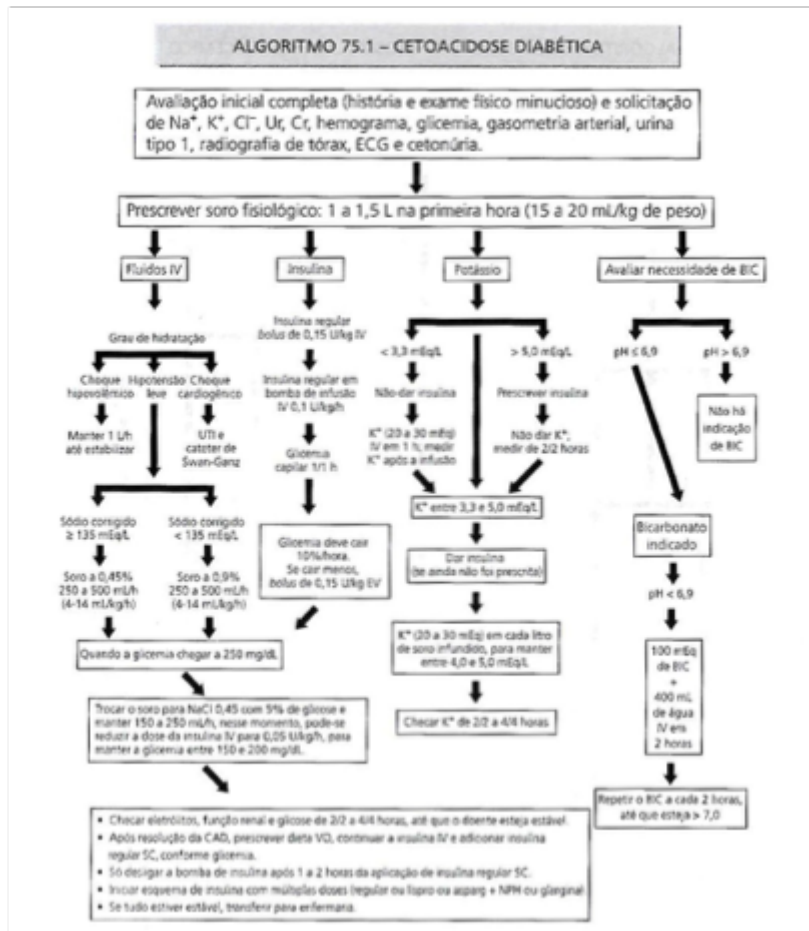 ALGORITMO 75.1 – CETOACIDOSE DIABÉTICA
Avaliação inicial completa (história e exame físico minucioso) e solicitação
de Na⁺, K⁺, Cl⁻, Ur, Cr, hemograma, glicemia, gasometria arterial, urina
tipo 1, radiografia de tórax, ECG e cetonúria.
Prescrever soro fisiológico: 1 a 1,5 L na primeira hora (15 a 20 mL/kg de peso)
Fluidos IV
Grau de hidratação
Choque
hipovolêmico
Manter 1 L/h
até estabilizar
Hipotensão
leve
Choque
cardiogênico
UTI e
cateter de
Swan-Ganz
Sódio corrigido
≥ 135 mEq/L
Soro a 0,45%
250 a 500 mL/h
(4-14 mL/kg/h)
Sódio corrigido
< 135 mEq/L
Soro a 0,9%
250 a 500 mL/h
(4-14 mL/kg/h)
Insulina
Insulina regular
bolus de 0,15 U/kg IV
Insulina regular em
bomba de infusão
IV 0,1 U/kg/h
Glicemia
capilar 1/1 h
Glicemia deve cair
10%/hora.
Se cair menos,
bolus de 0,15 U/kg EV
Quando a glicemia chegar a 250 mg/dL
Trocar o soro para NaCl 0,45 com 5% de glicose e
manter 150 a 250 mL/h, nesse momento, pode-se
reduzir a dose da insulina IV para 0,05 U/kg/h, para
manter a glicemia entre 150 e 200 mg/dL.
Potássio
< 3,3 mEq/L
Não dar insulina
K⁺ (20 a 30 mEq)
IV em 1 h; medir
K⁺ após a infusão
> 5,0 mEq/L
Prescrever insulina
Não dar K⁺;
medir de 2/2 horas
K⁺ entre 3,3 e 5,0 mEq/L
Dar insulina
(se ainda não foi prescrita)
K⁺ (20 a 30 mEq) em cada litro
de soro infundido, para manter
entre 4,0 e 5,0 mEq/L
Checar K⁺ de 2/2 a 4/4 horas
Avaliar necessidade de BIC
pH ≤ 6,9
pH > 6,9
Não há
indicação
de BIC
Bicarbonato
indicado
pH < 6,9
100 mEq
de BIC
+
400 mL
de água
IV em
2 horas
Repetir o BIC a cada 2 horas,
até que esteja > 7,0
• Checar eletrólitos, função renal e glicose de 2/2 a 4/4 horas, até que o doente esteja estável.
• Após resolução da CAD, prescrever dieta VO, continuar a insulina IV e adicionar insulina
regular SC, conforme glicemia.
• Só desligar a bomba de insulina após 1 a 2 horas da aplicação de insulina regular SC.
• Iniciar esquema de insulina com múltiplas doses (regular ou lispro ou asparg + NPH ou glargina)
• Se tudo estiver estável, transferir para enfermaria.